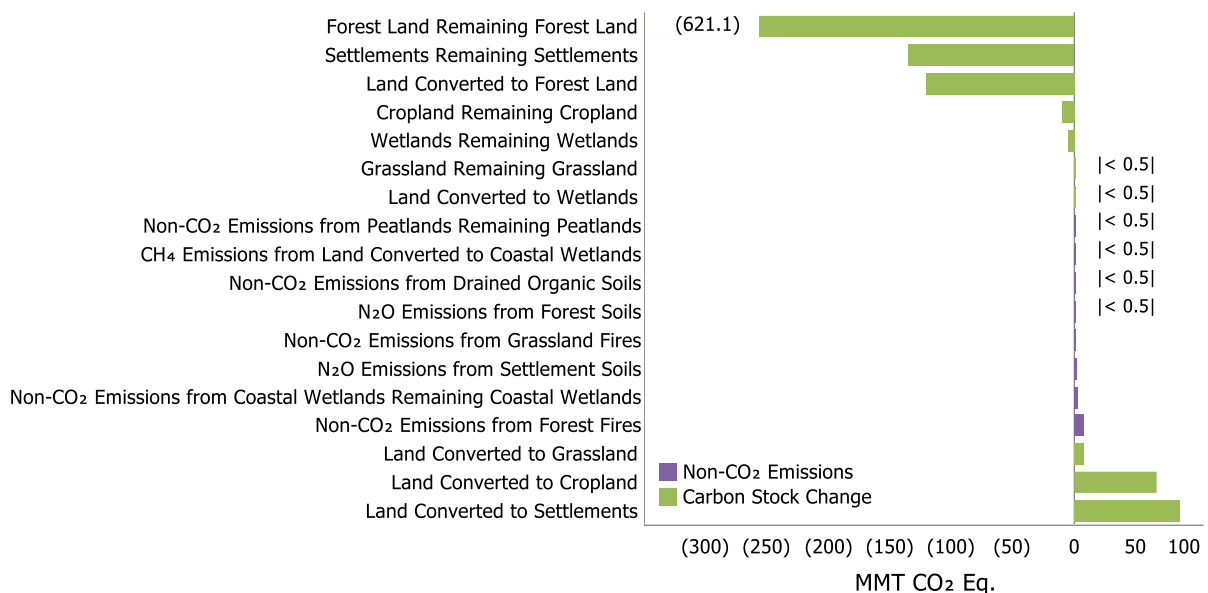 Forest Land Remaining Forest Land (621.1)
Settlements Remaining Settlements
Land Converted to Forest Land
Cropland Remaining Cropland
Wetlands Remaining Wetlands
Grassland Remaining Grassland |< 0.5|
Land Converted to Wetlands |< 0.5|
Non-CO₂ Emissions from Peatlands Remaining Peatlands |< 0.5|
CH₄ Emissions from Land Converted to Coastal Wetlands |< 0.5|
Non-CO₂ Emissions from Drained Organic Soils |< 0.5|
N₂O Emissions from Forest Soils |< 0.5|
Non-CO₂ Emissions from Grassland Fires
N₂O Emissions from Settlement Soils
Non-CO₂ Emissions from Coastal Wetlands Remaining Coastal Wetlands
Non-CO₂ Emissions from Forest Fires
Land Converted to Grassland
Land Converted to Cropland
Land Converted to Settlements
Non-CO₂ Emissions
Carbon Stock Change
(300) (250) (200) (150) (100) (50) 0 50 100
MMT CO₂ Eq.